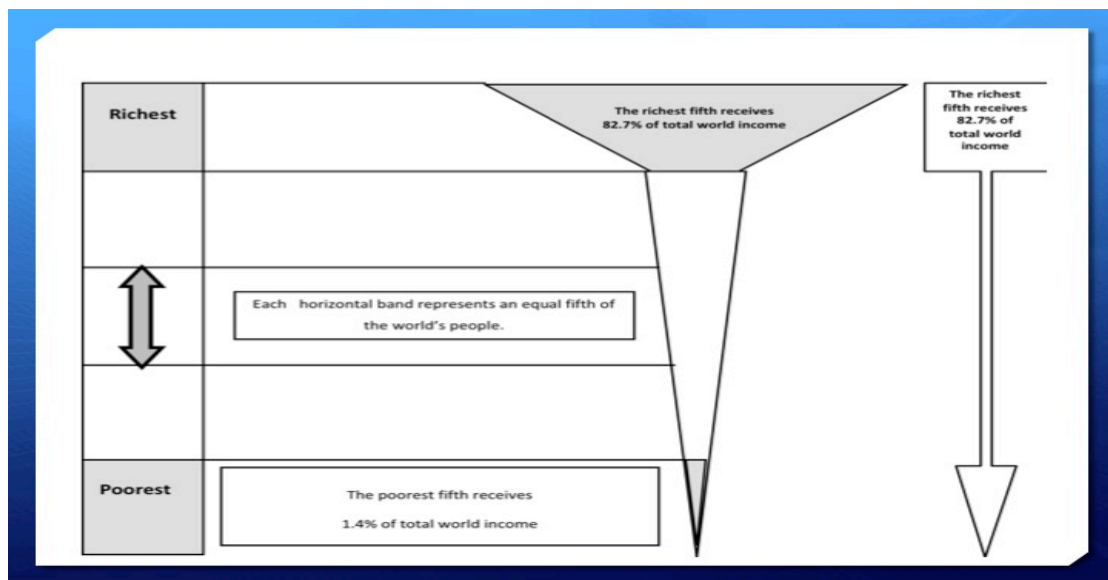 Richest
The richest fifth receives
82.7% of total world income
The richest
fifth receives
82.7% of
total world
income
Each horizontal band represents an equal fifth of
the world's people.
Poorest
The poorest fifth receives
1.4% of total world income